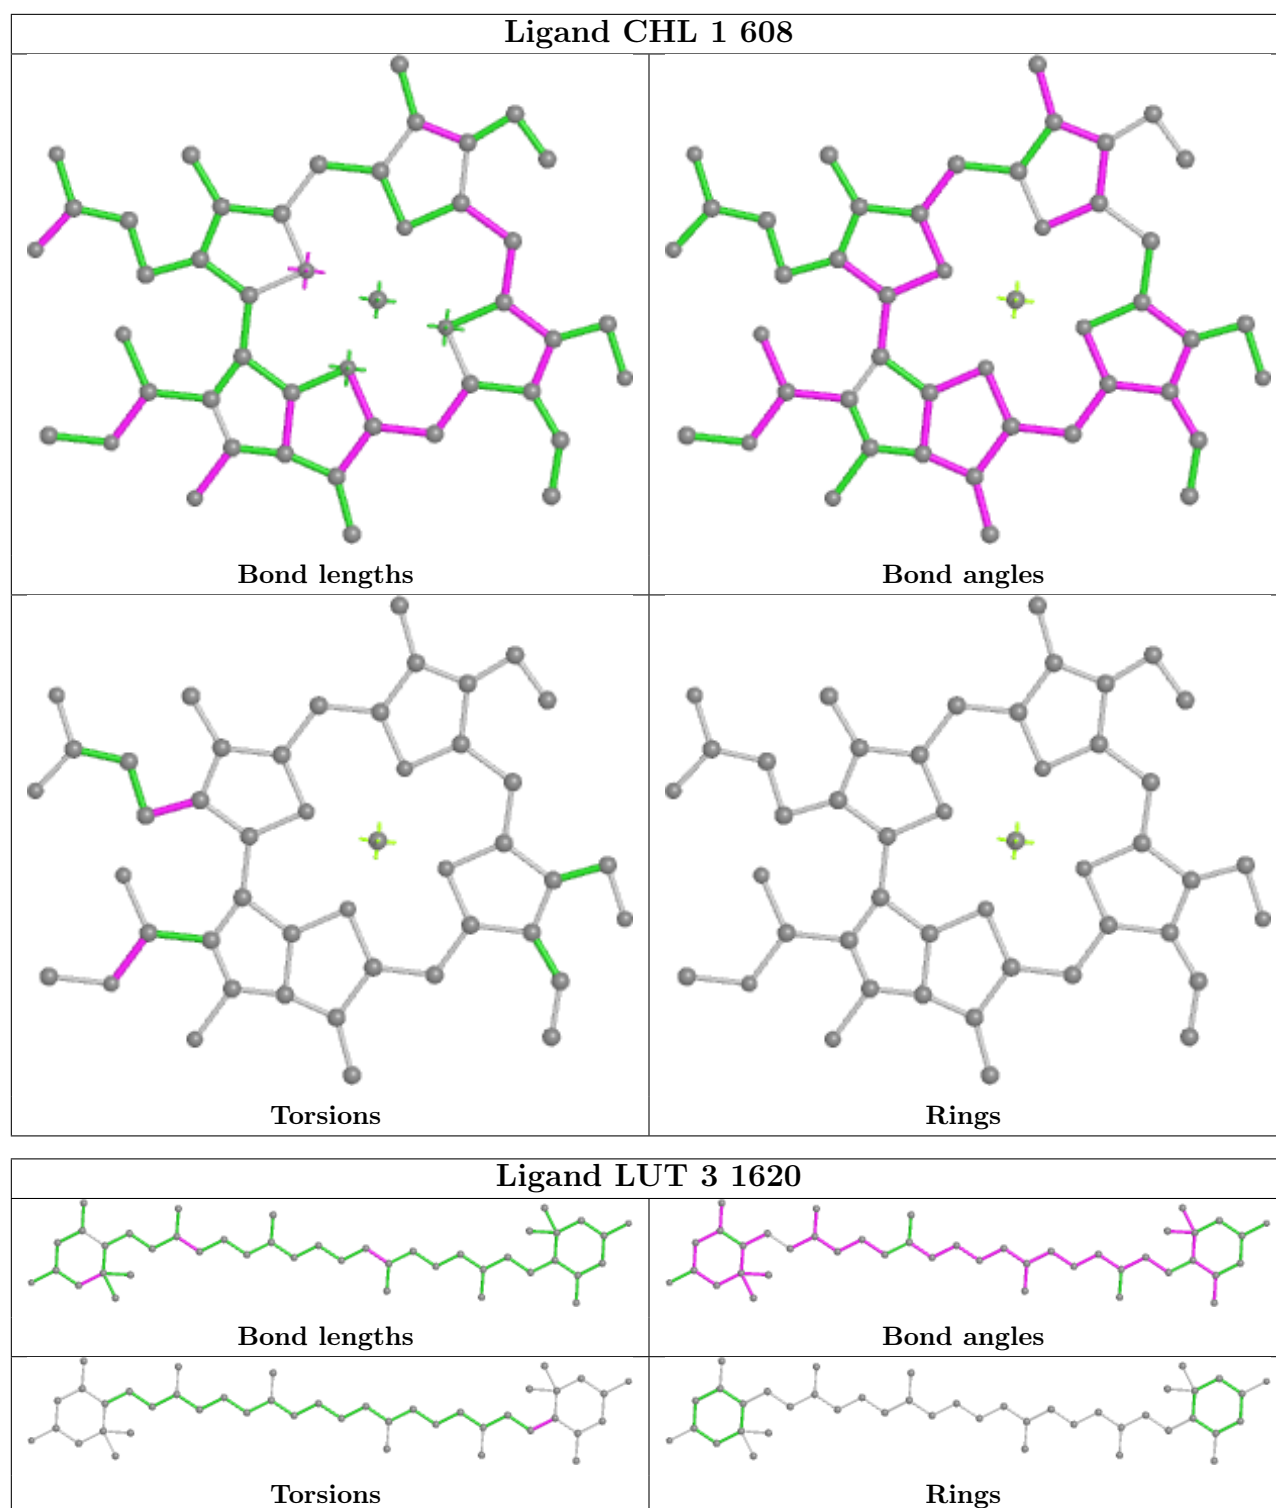 Ligand CHL 1 608
Bond lengths
Bond angles
Torsions
Rings
Ligand LUT 3 1620
Bond lengths
Bond angles
Torsions
Rings